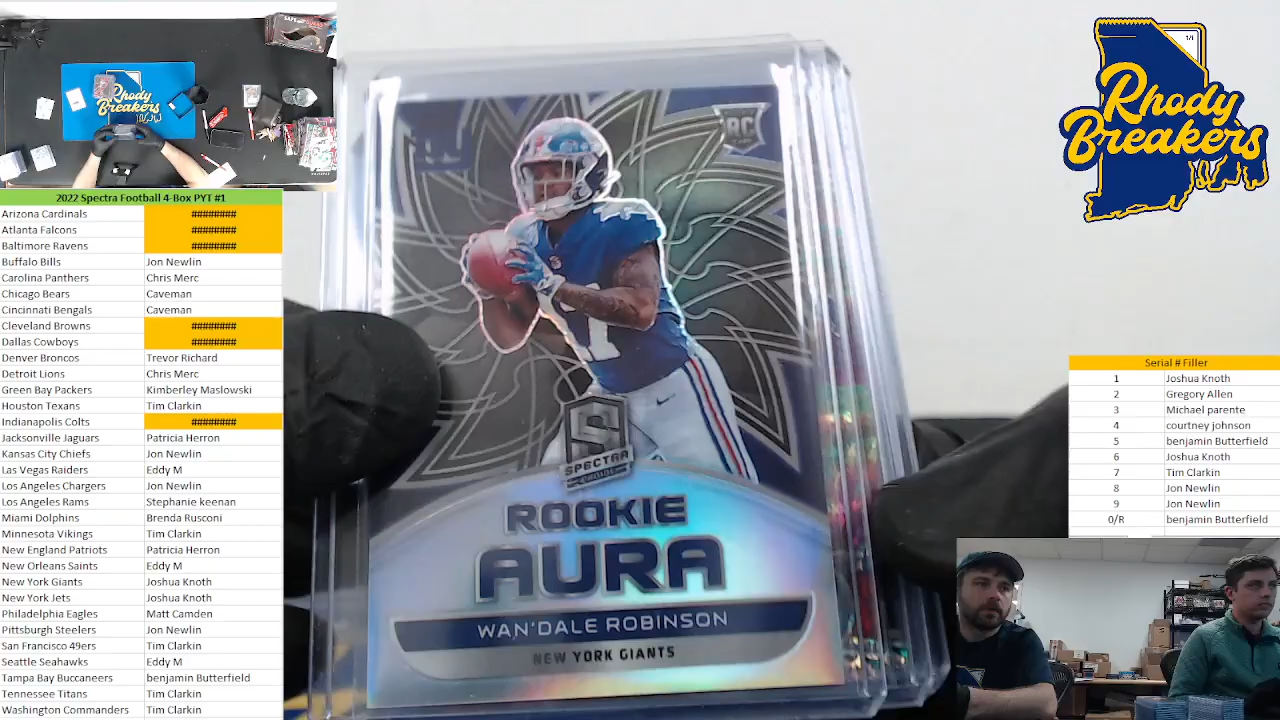 Rhody
Breakers
2022 Spectra Football 4-Box PYT #1
Arizona Cardinals ########
Atlanta Falcons ########
Baltimore Ravens ########
Buffalo Bills Jon Newlin
Carolina Panthers Chris Merc
Chicago Bears Caveman
Cincinnati Bengals Caveman
Cleveland Browns ########
Dallas Cowboys ########
Denver Broncos Trevor Richard
Detroit Lions Chris Merc
Green Bay Packers Kimberley Maslowski
Houston Texans Tim Clarkin
Indianapolis Colts ########
Jacksonville Jaguars Patricia Herron
Kansas City Chiefs Jon Newlin
Las Vegas Raiders Eddy M
Los Angeles Chargers Jon Newlin
Los Angeles Rams Stephanie keenan
Miami Dolphins Brenda Rusconi
Minnesota Vikings Tim Clarkin
New England Patriots Patricia Herron
New Orleans Saints Eddy M
New York Giants Joshua Knoth
New York Jets Joshua Knoth
Philadelphia Eagles Matt Camden
Pittsburgh Steelers Jon Newlin
San Francisco 49ers Tim Clarkin
Seattle Seahawks Eddy M
Tampa Bay Buccaneers benjamin Butterfield
Tennessee Titans Tim Clarkin
Washington Commanders Tim Clarkin
RC
17
S
SPECTRA
ROOKIE
AURA
WAN'DALE ROBINSON
NEW YORK GIANTS
1/1
Rhody
Breakers
Serial # Filler
1 Joshua Knoth
2 Gregory Allen
3 Michael parente
4 courtney johnson
5 benjamin Butterfield
6 Joshua Knoth
7 Tim Clarkin
8 Jon Newlin
9 Jon Newlin
0/R benjamin Butterfield